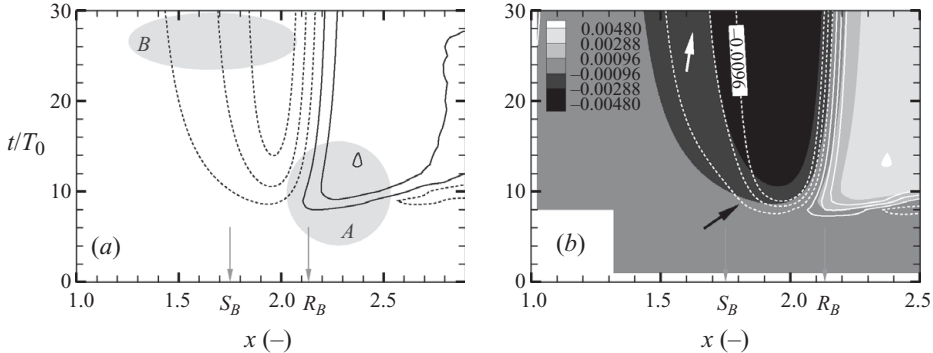 30
20
10
0
t/T0
B
A
(a)
1.0 1.5 2.0 2.5
SB RB
x (–)
30
20
10
0
0.00480
0.00288
0.00096
–0.00096
–0.00288
–0.00480
–0.0096
(b)
1.0 1.5 2.0 2.5
SB RB
x (–)